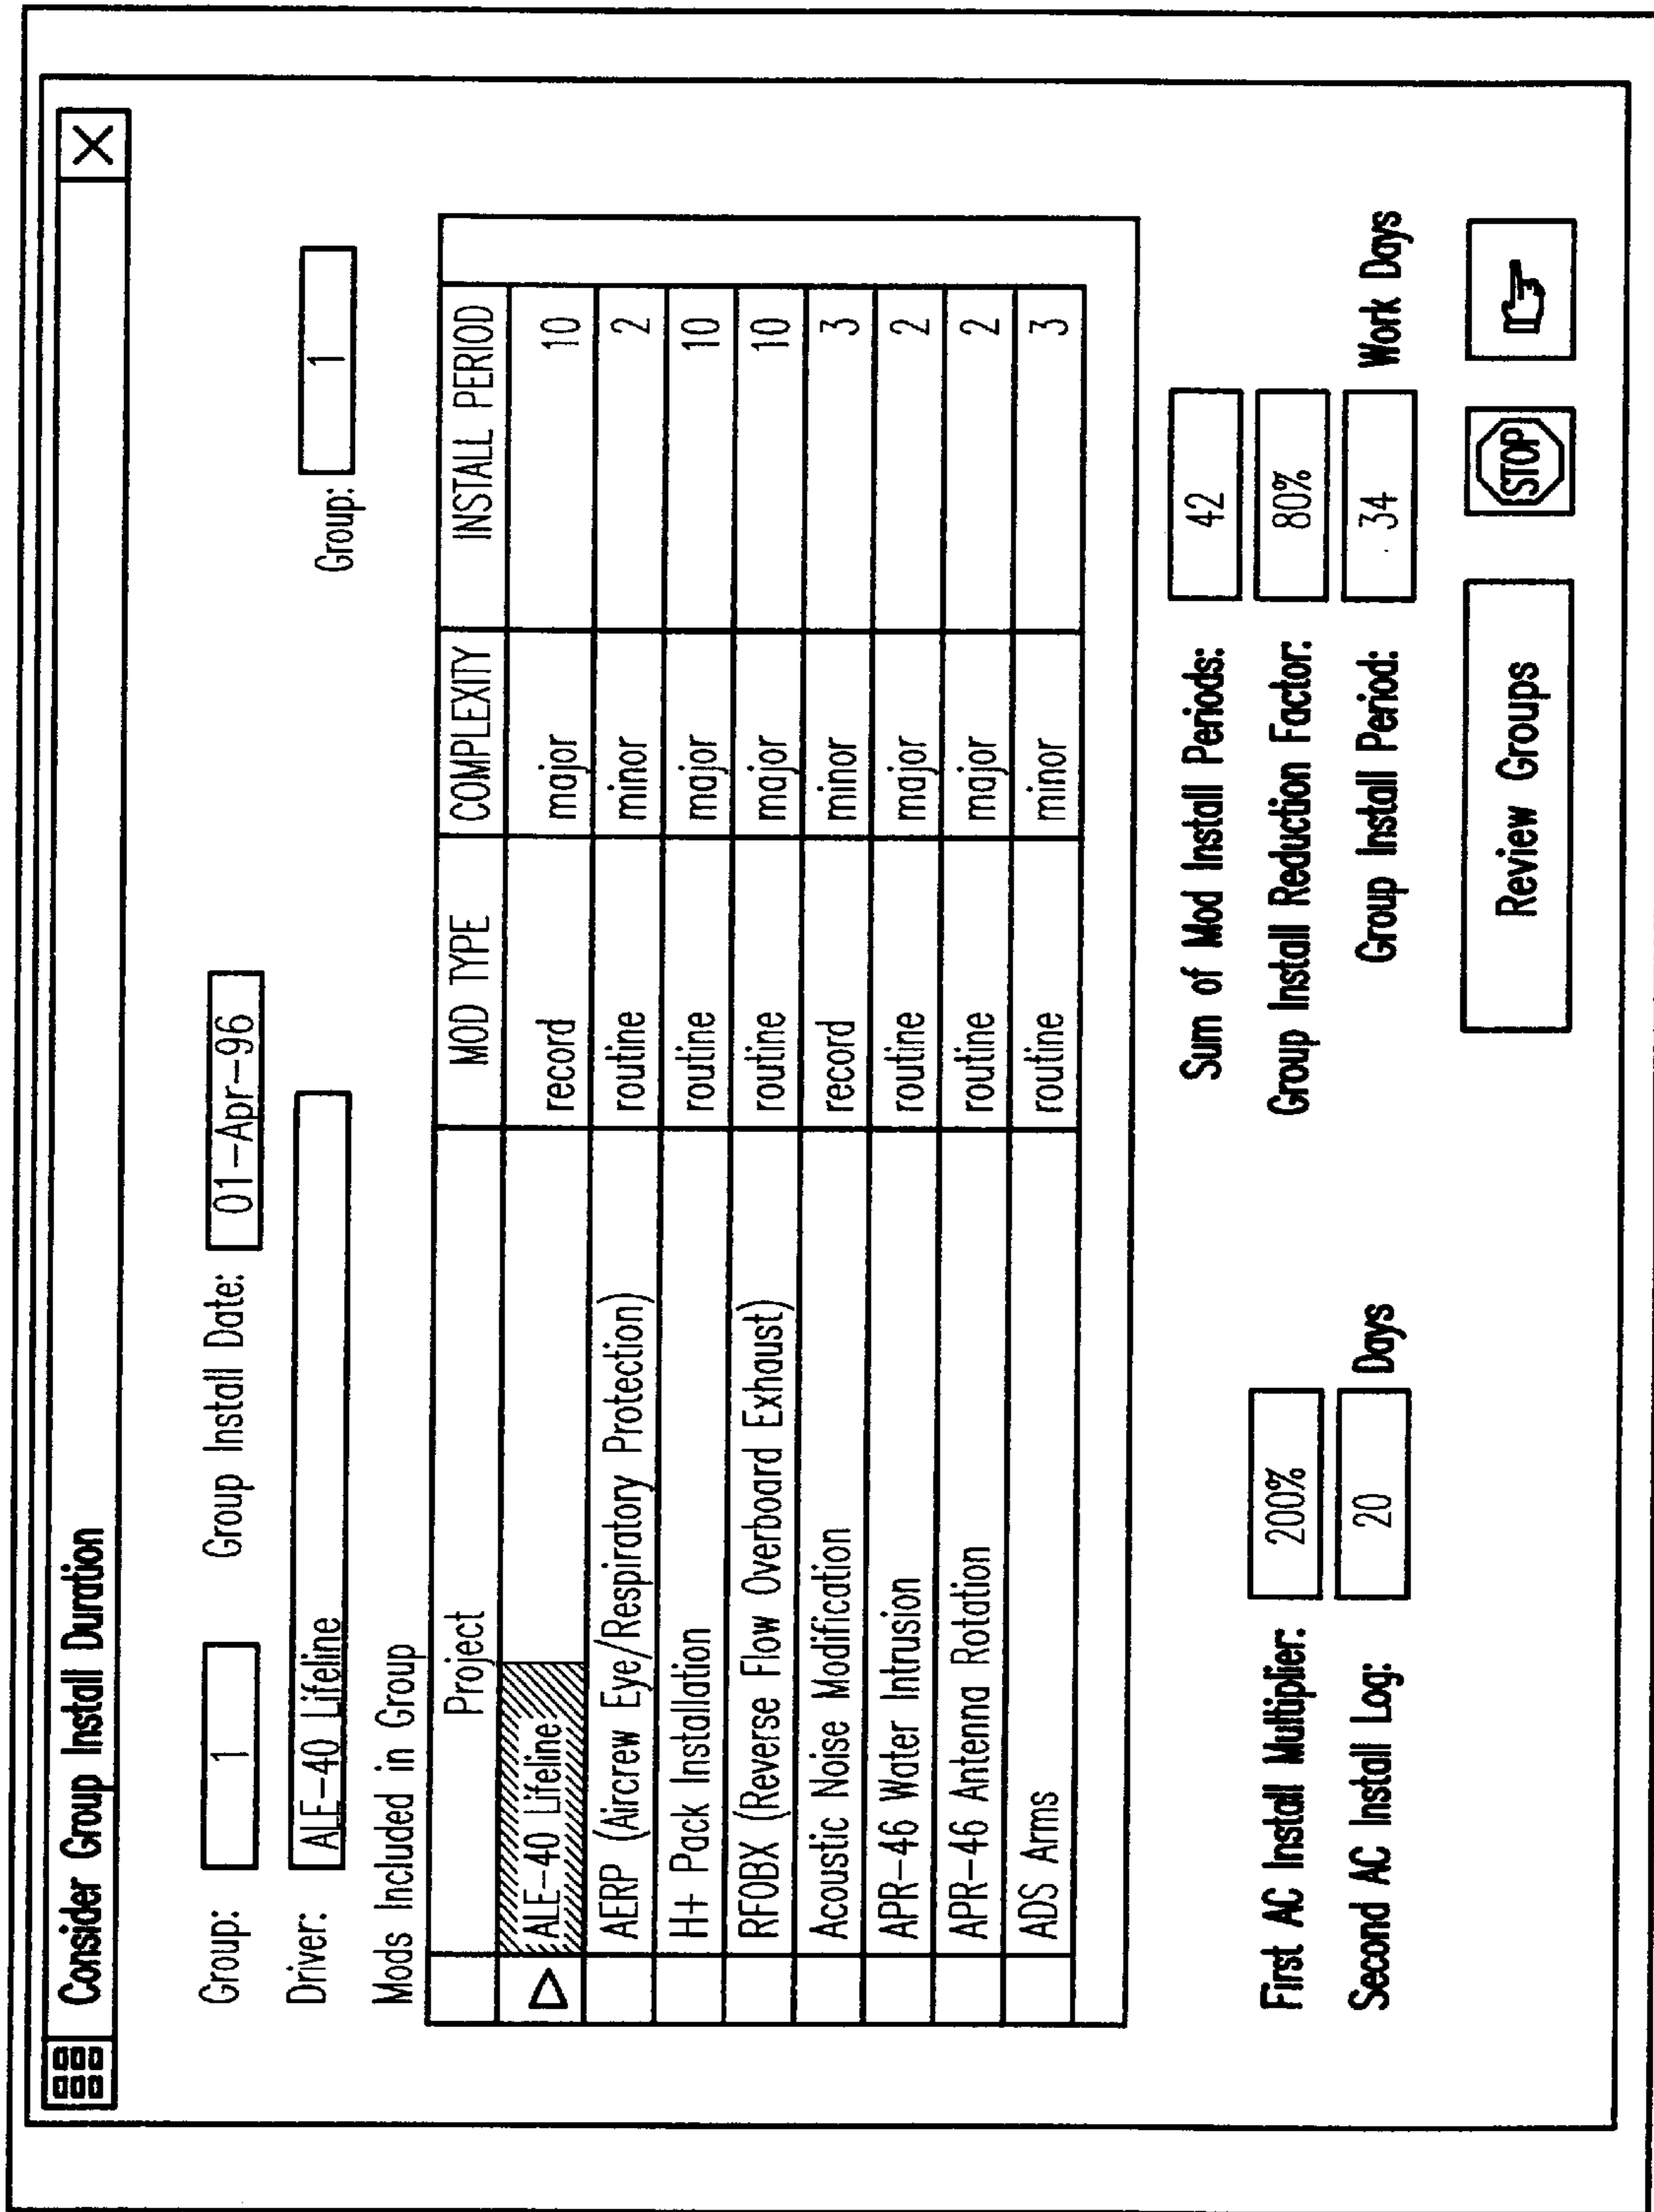 Consider Group Install Duration
Group: 1 Group Install Date: 01-Apr-96
Driver: ALE-40 Lifeline Group: 1
Mods Included in Group
Project MOD TYPE COMPLEXITY INSTALL PERIOD
ALE-40 Lifeline record major 10
AERP (Aircrew Eye/Respiratory Protection) routine minor 2
H+ Pack Installation routine major 10
RFOBX (Reverse Flow Overboard Exhaust) routine major 10
Acoustic Noise Modification record minor 3
APR-46 Water Intrusion routine major 2
APR-46 Antenna Rotation routine major 2
ADS Arms routine minor 3
Sum of Mod Install Periods: 42
First AC Install Multiplier: 200% Group Install Reduction Factor: 80%
Second AC Install Log: 20 Days Group Install Period: 34 Work Days
Review Groups STOP